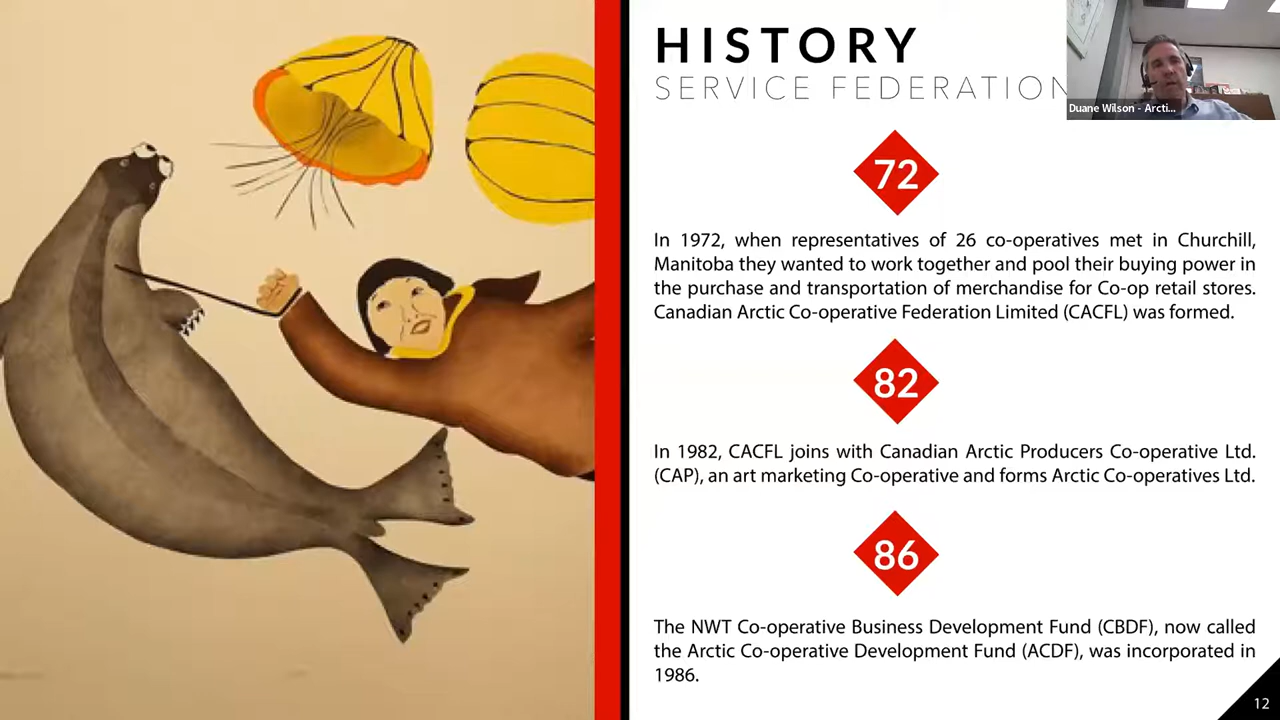 HISTORY
SERVICE FEDERATION
Duane Wilson - Arcti...
72
In 1972, when representatives of 26 co-operatives met in Churchill,
Manitoba they wanted to work together and pool their buying power in
the purchase and transportation of merchandise for Co-op retail stores.
Canadian Arctic Co-operative Federation Limited (CACFL) was formed.
82
In 1982, CACFL joins with Canadian Arctic Producers Co-operative Ltd.
(CAP), an art marketing Co-operative and forms Arctic Co-operatives Ltd.
86
The NWT Co-operative Business Development Fund (CBDF), now called
the Arctic Co-operative Development Fund (ACDF), was incorporated in
1986.
12